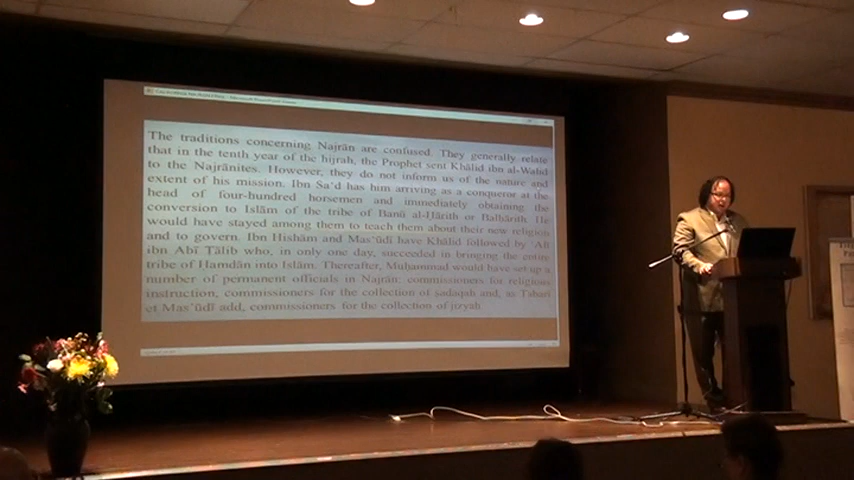 The traditions concerning Najrān are confused. They generally relate
that in the tenth year of the hijrah, the Prophet sent Khālid ibn al-Walīd
to the Najrānites. However, they do not inform us of the nature and
extent of his mission. Ibn Sa'd has him arriving as a conqueror at the
head of four-hundred horsemen and immediately obtaining the
conversion to Islām of the tribe of Banū al-Ḥārith or Balḥārith. He
would have stayed among them to teach them about their new religion
and to govern. Ibn Hishām and Mas'ūdī have Khālid followed by 'Alī
ibn Abī Ṭālib who, in only one day, succeeded in bringing the entire
tribe of Hamdān into Islām. Thereafter, Muḥammad would have set up a
number of permanent officials in Najrān: commissioners for religious
instruction, commissioners for the collection of ṣadaqah and, as Ṭabarī
et Mas'ūdī add, commissioners for the collection of jizyah.